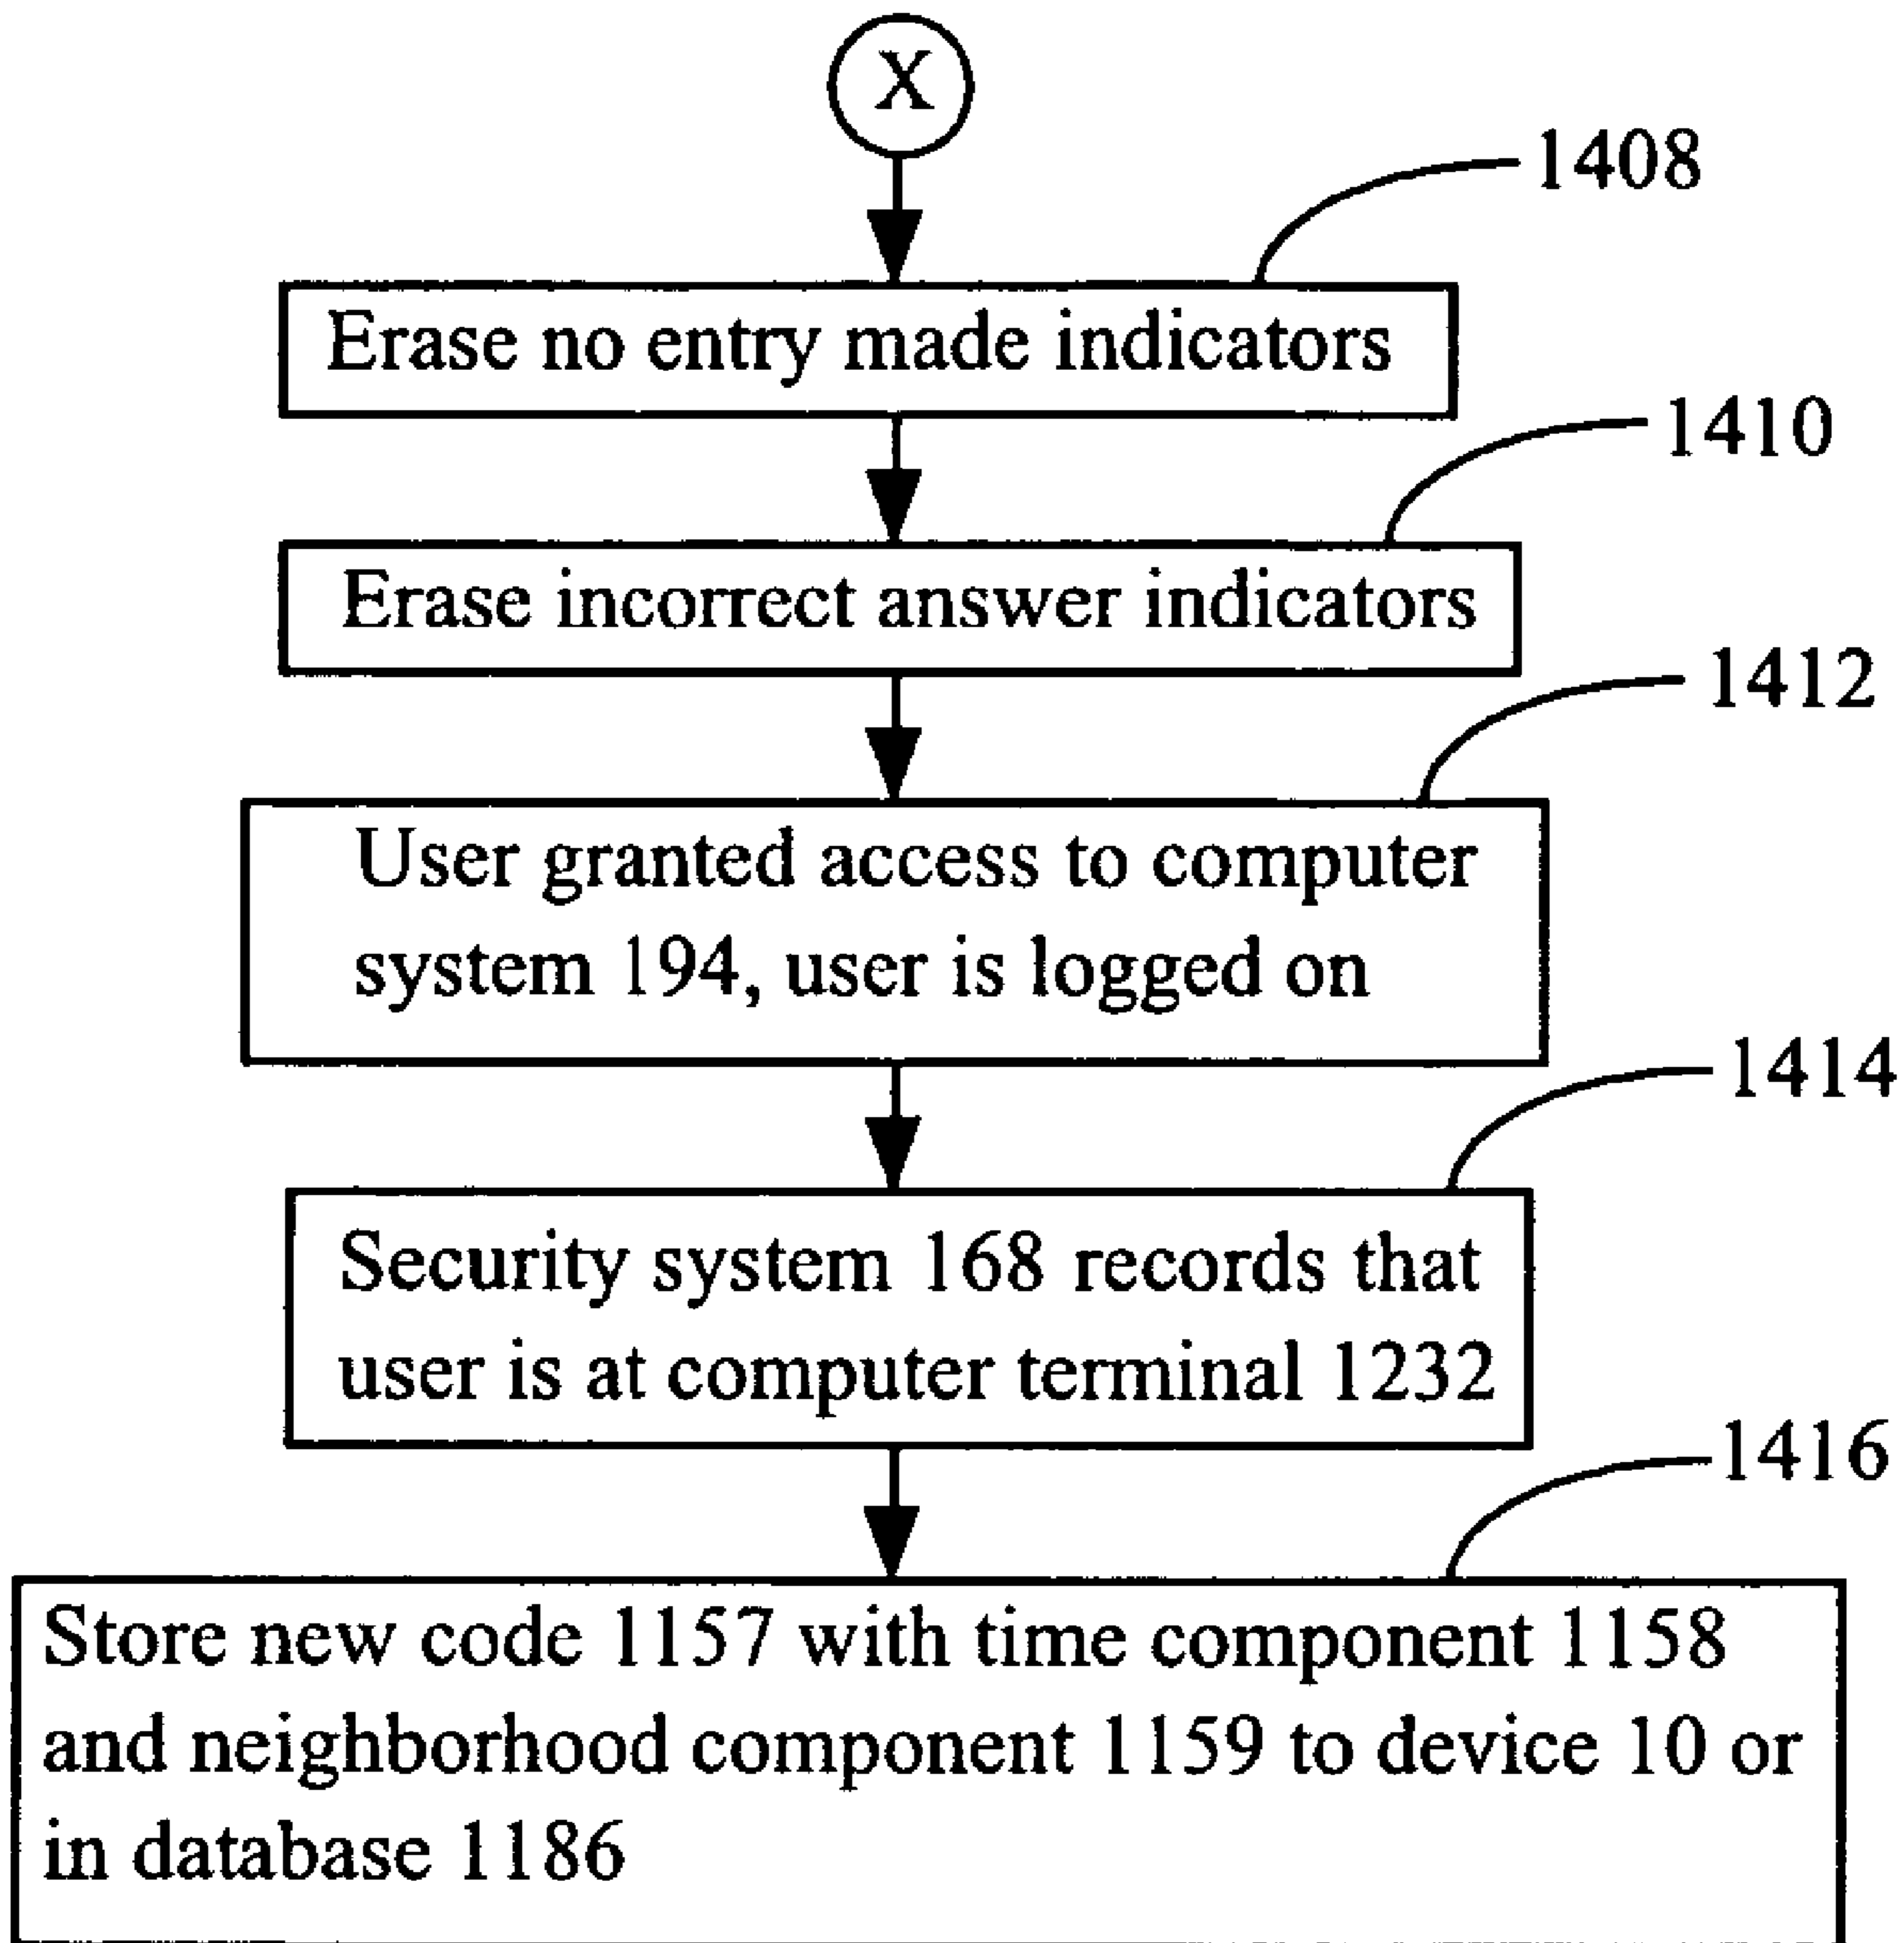 X
1408
Erase no entry made indicators
1410
Erase incorrect answer indicators
1412
User granted access to computer
system 194, user is logged on
1414
Security system 168 records that
user is at computer terminal 1232
1416
Store new code 1157 with time component 1158
and neighborhood component 1159 to device 10 or
in database 1186